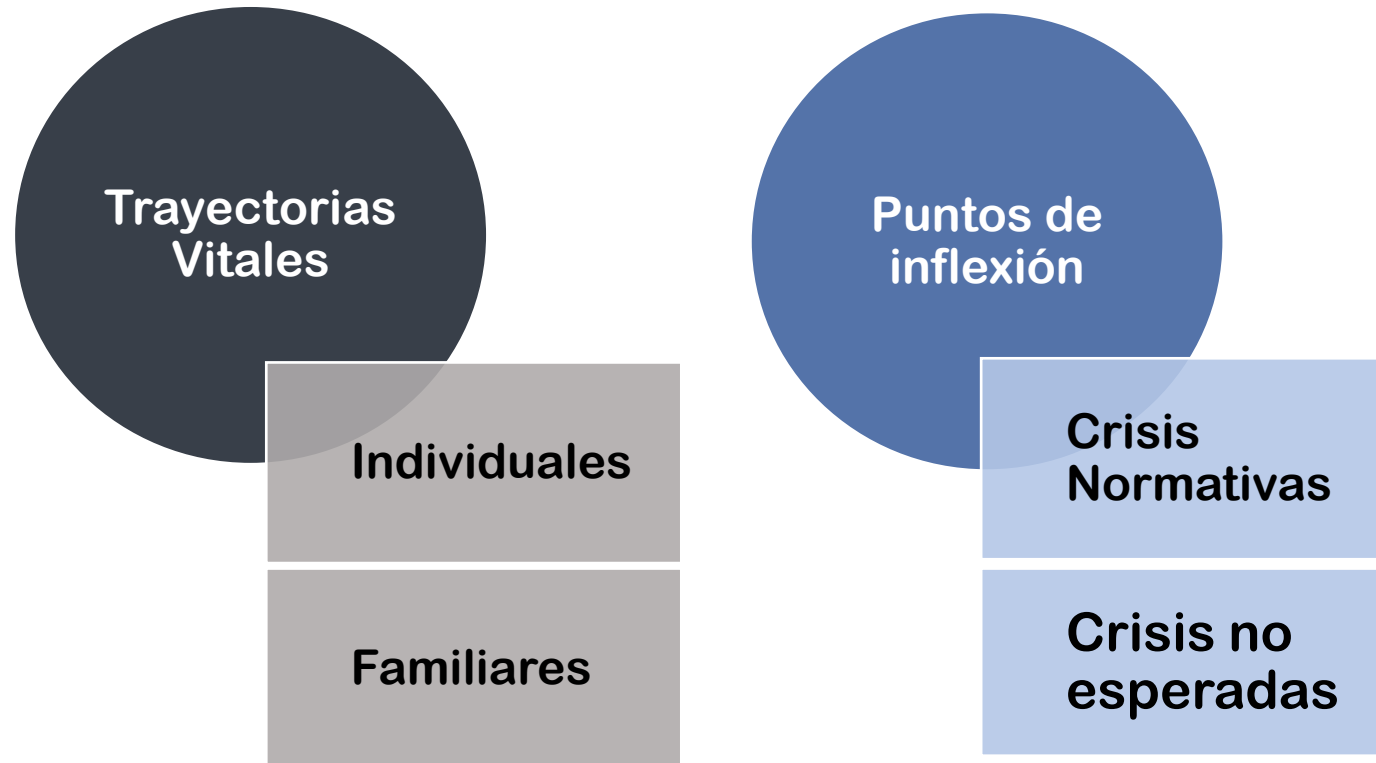 Trayectorias
Vitales
Individuales
Familiares
Puntos de
inflexión
Crisis
Normativas
Crisis no
esperadas